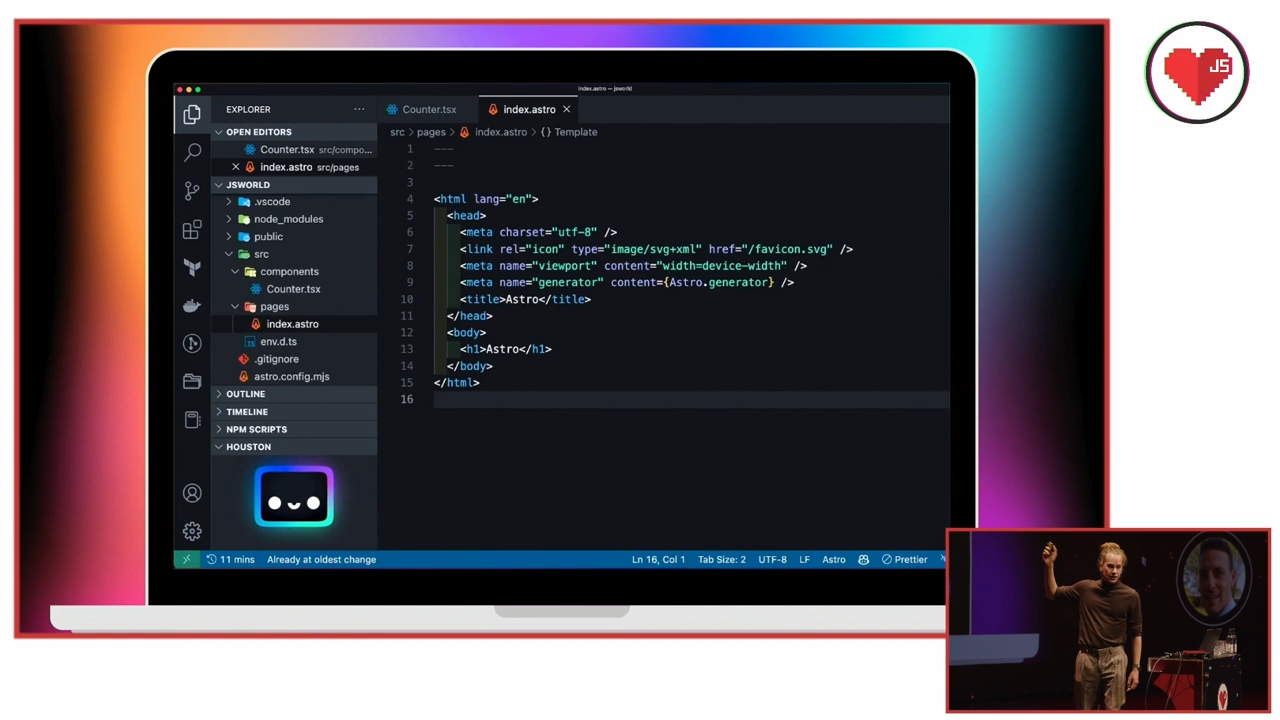 JS
index.astro — jsworld
EXPLORER
Counter.tsx
index.astro
OPEN EDITORS
src > pages > index.astro > {} Template
Counter.tsx src/compo...
index.astro src/pages
JSWORLD
.vscode
node_modules
public
src
components
Counter.tsx
pages
index.astro
env.d.ts
.gitignore
astro.config.mjs
OUTLINE
TIMELINE
NPM SCRIPTS
HOUSTON
1 ---
2 ---
3
4 <html lang="en">
5 <head>
6 <meta charset="utf-8" />
7 <link rel="icon" type="image/svg+xml" href="/favicon.svg" />
8 <meta name="viewport" content="width=device-width" />
9 <meta name="generator" content={Astro.generator} />
10 <title>Astro</title>
11 </head>
12 <body>
13 <h1>Astro</h1>
14 </body>
15 </html>
16
11 mins Already at oldest change Ln 16, Col 1 Tab Size: 2 UTF-8 LF Astro Prettier